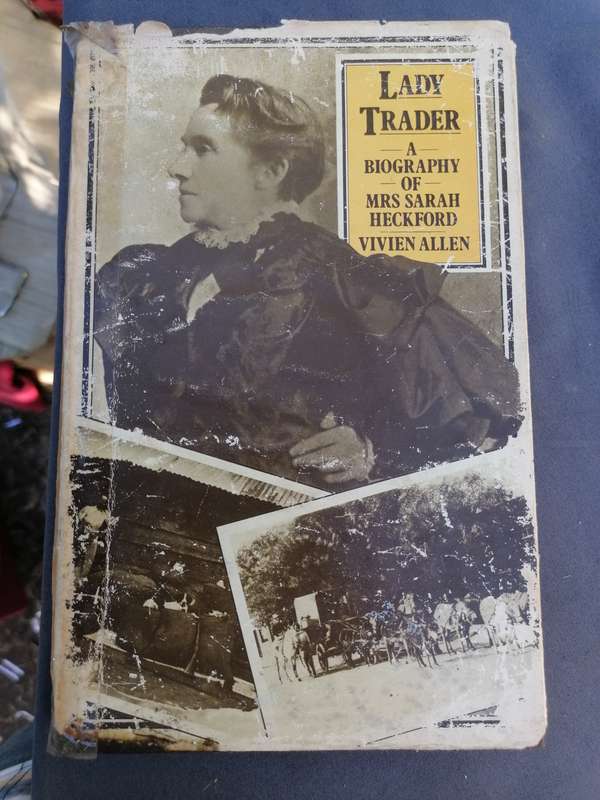 LADY
TRADER
A
BIOGRAPHY
OF
MRS SARAH
HECKFORD
VIVIEN ALLEN